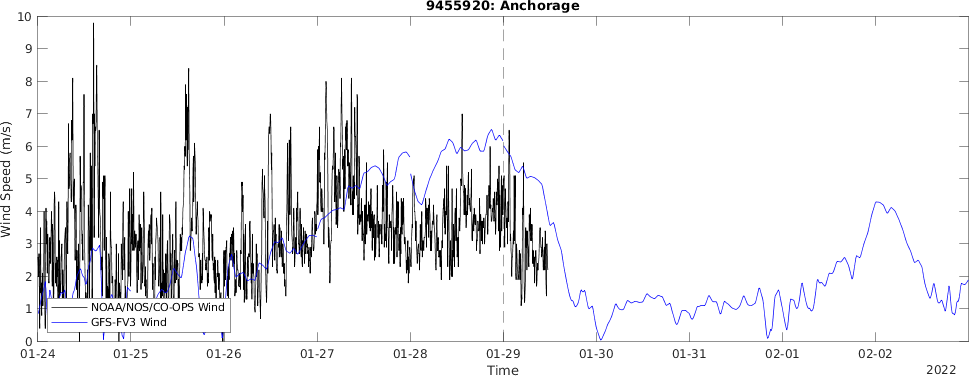 9455920: Anchorage
10
9
8
7
6
5
4
3
2
1
0
Wind Speed (m/s)
NOAA/NOS/CO-OPS Wind
GFS-FV3 Wind
01-24 01-25 01-26 01-27 01-28 01-29 01-30 01-31 02-01 02-02
Time
2022